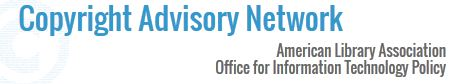 Copyright Advisory Network
American Library Association
Office for Information Technology Policy